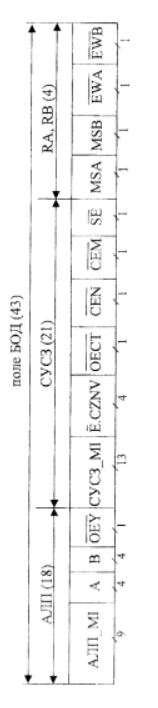 поле БОД (43)
АЛП (18)
СУСЗ (21)
RA, RB (4)
АЛП_MI
A
B
OEY
СУСЗ_MI
E.CZNV
OECT
CEN
CEM
SE
MSA
MSB
EWA
EWB
9
4
4
1
13
4
1
1
1
1
1
1
1
1